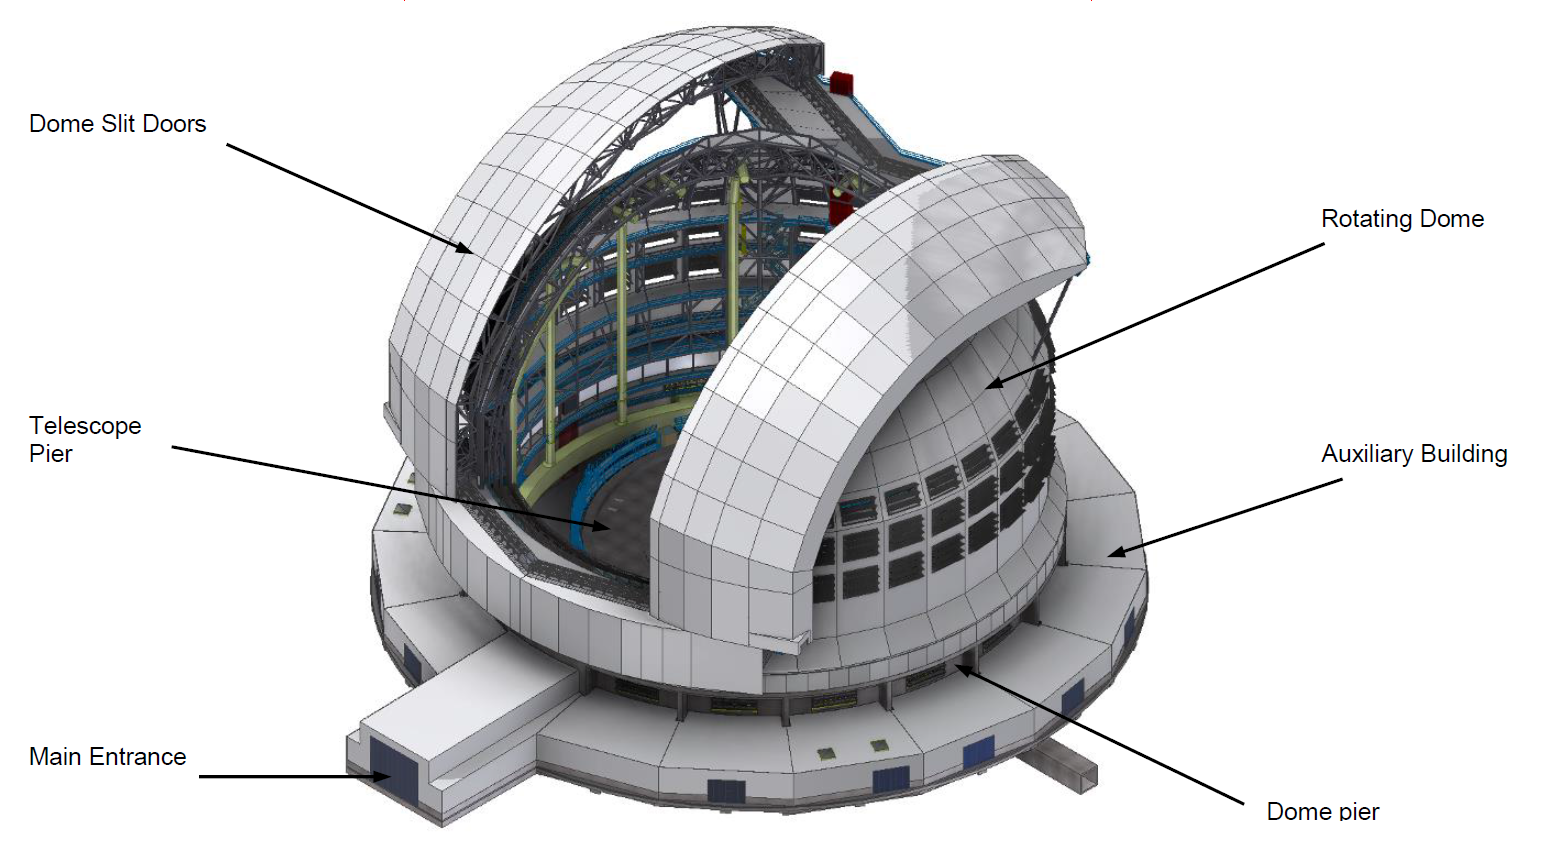 Dome Slit Doors
Rotating Dome
Telescope
Pier
Auxiliary Building
Main Entrance
Dome pier